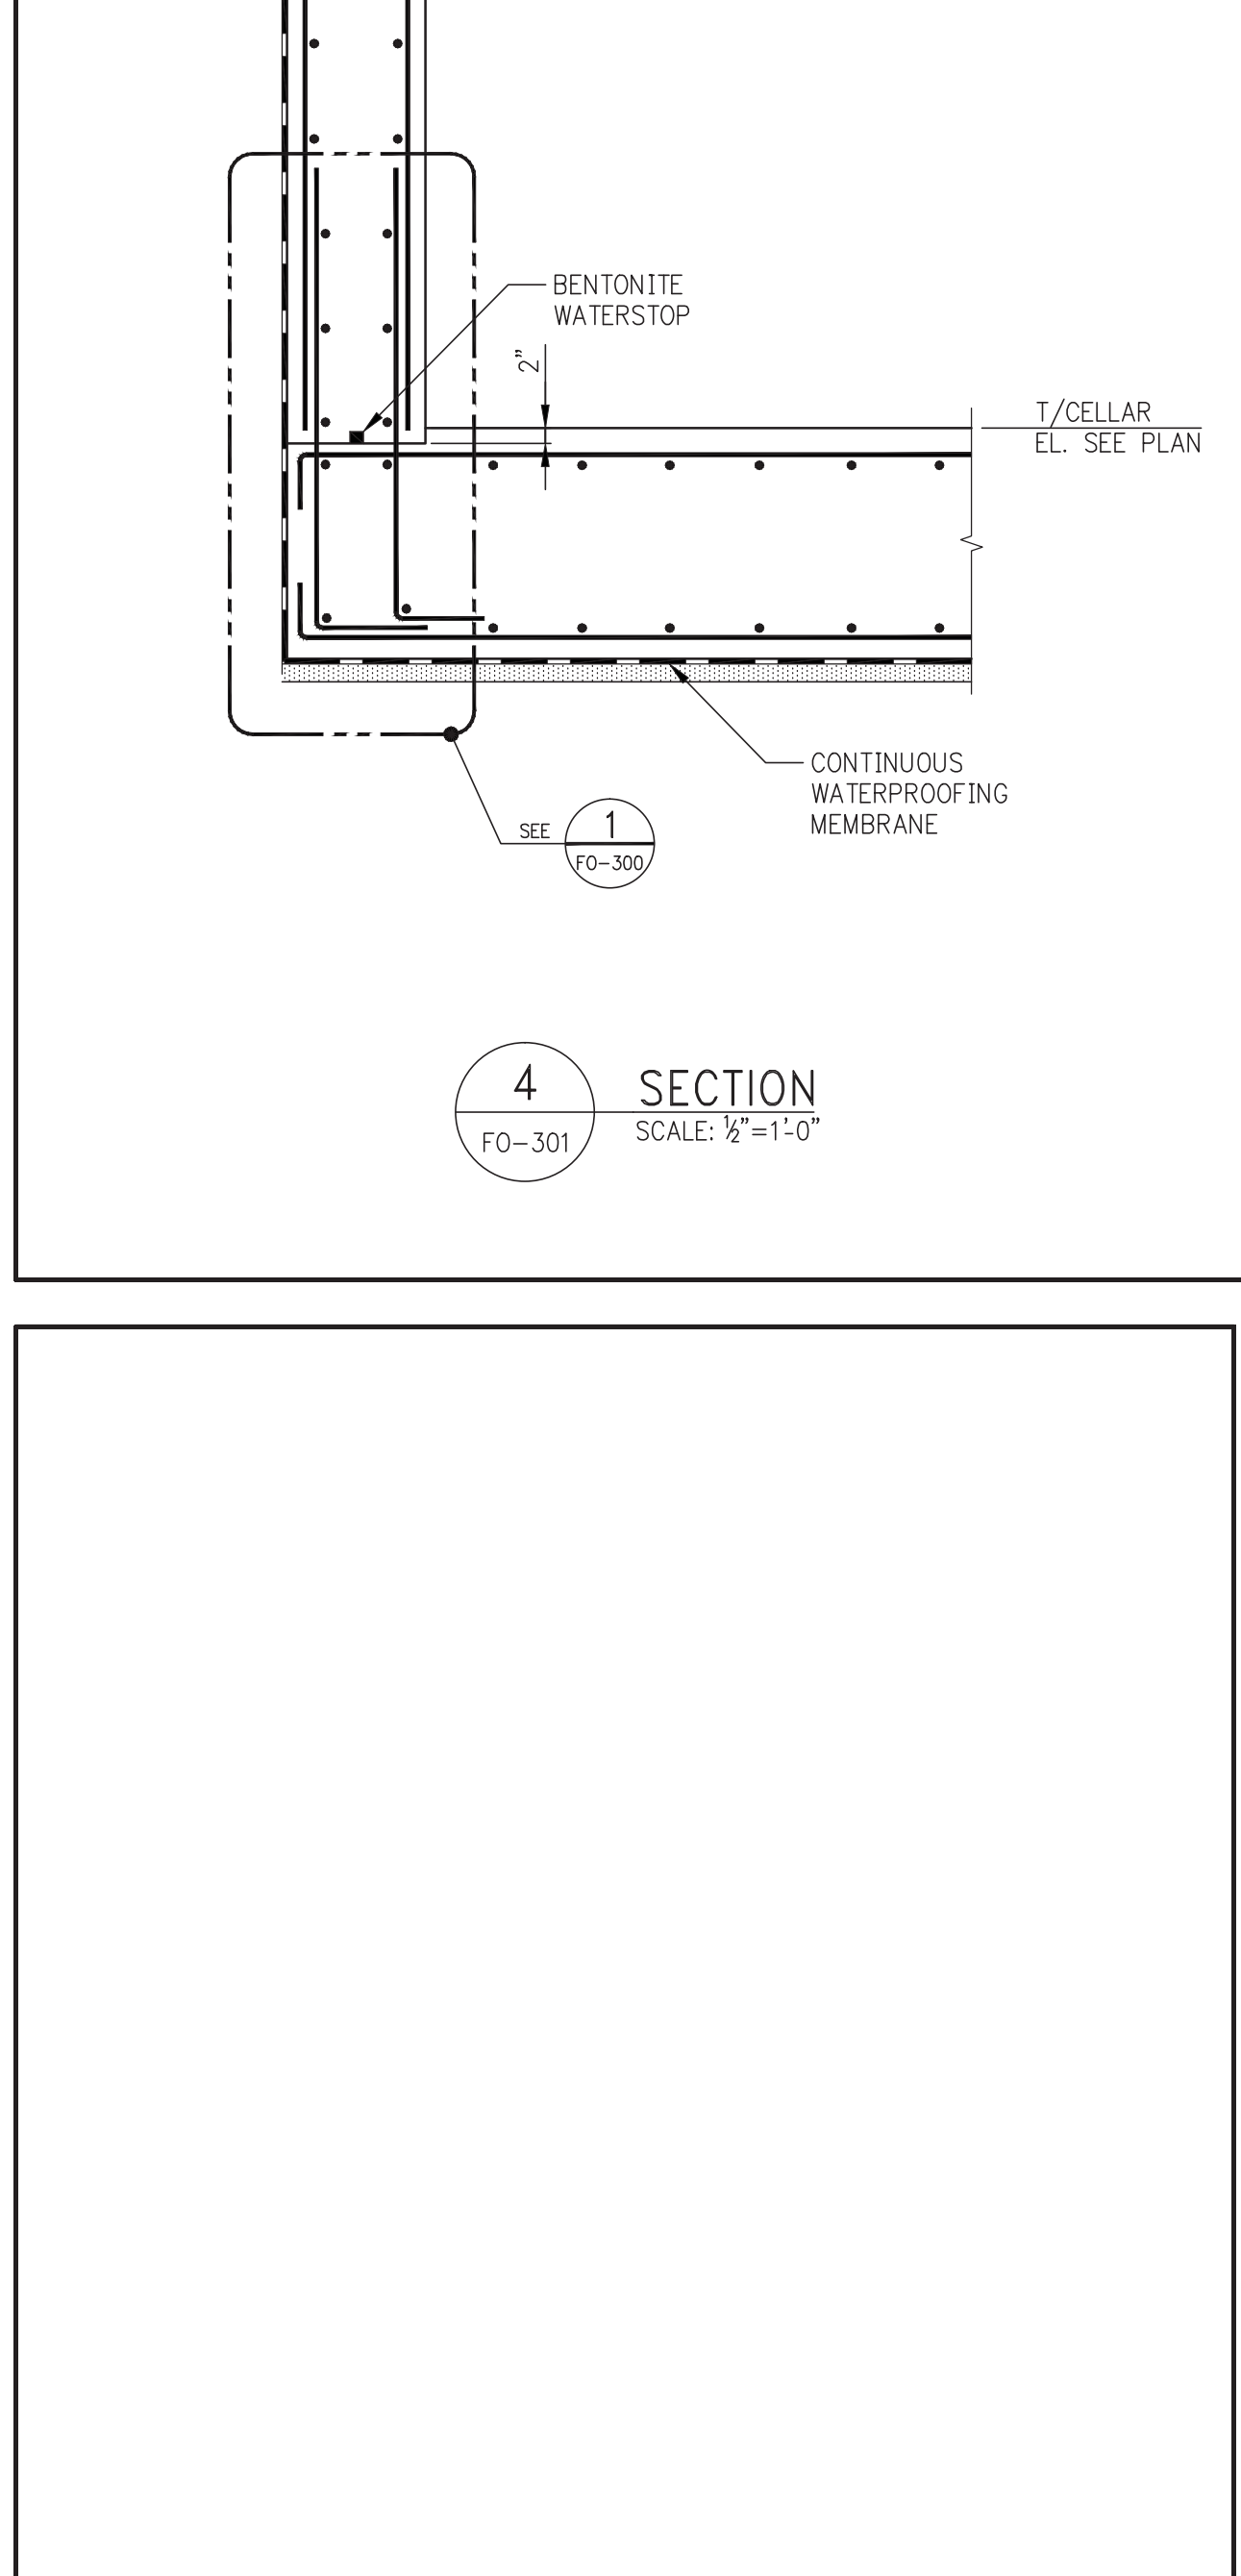 BENTONITE
WATERSTOP
2"
T/CELLAR
EL. SEE PLAN
CONTINUOUS
WATERPROOFING
MEMBRANE
SEE
1
FO-300
4
FO-301
SECTION
SCALE: ½"=1'-0"